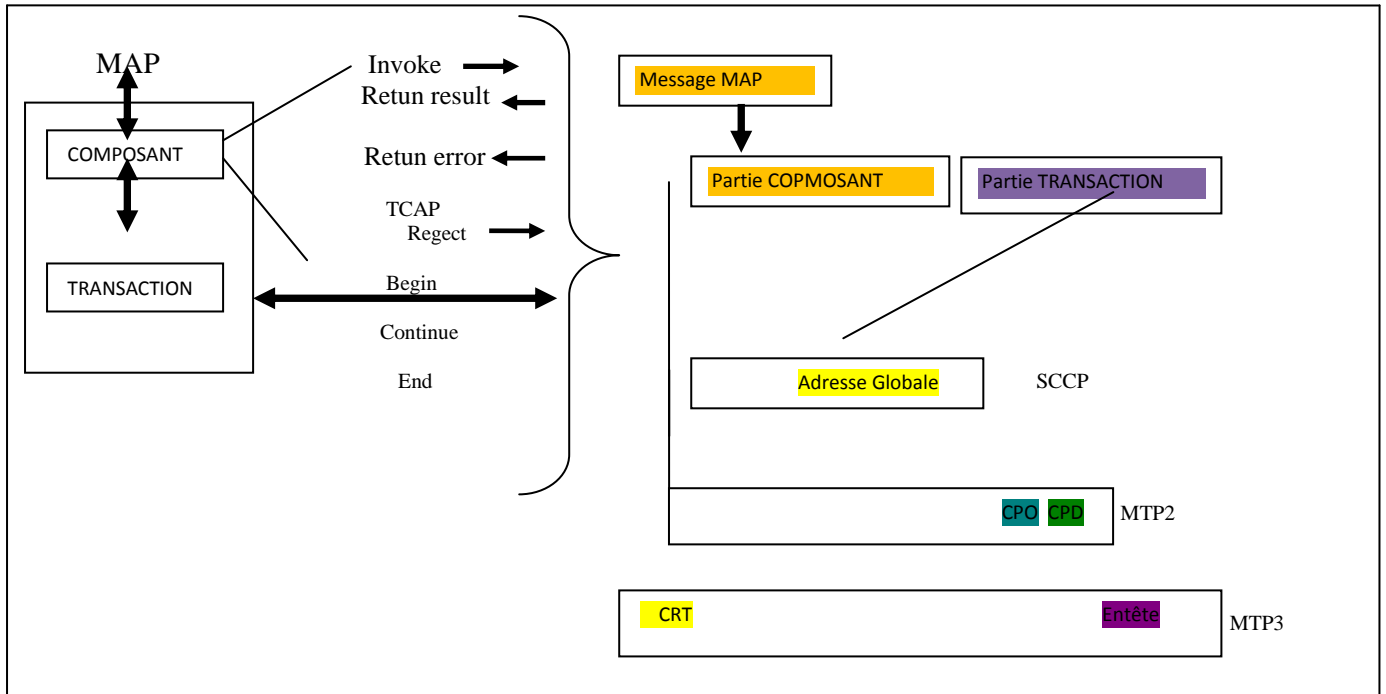 MAP
COMPOSANT
TRANSACTION
Invoke
Retun result
Retun error
TCAP
Regect
Begin
Continue
End
Message MAP
Partie COPMOSANT
Partie TRANSACTION
Adresse Globale
SCCP
CPO CPD
MTP2
CRT
Entête
MTP3